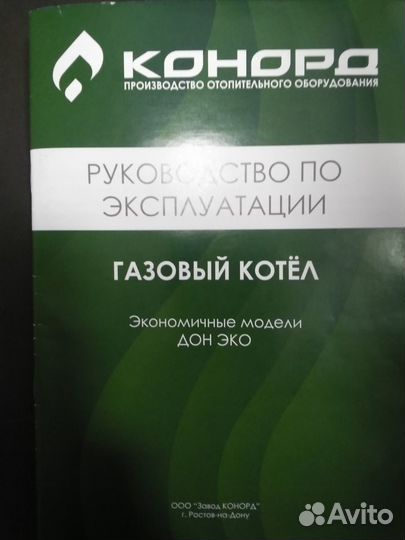 КОНОРД
ПРОИЗВОДСТВО ОТОПИТЕЛЬНОГО ОБОРУДОВАНИЯ
РУКОВОДСТВО ПО
ЭКСПЛУАТАЦИИ
ГАЗОВЫЙ КОТЁЛ
Экономичные модели
ДОН ЭКО
ООО "Завод КОНОРД"
г. Ростов-на-Дону
Avito